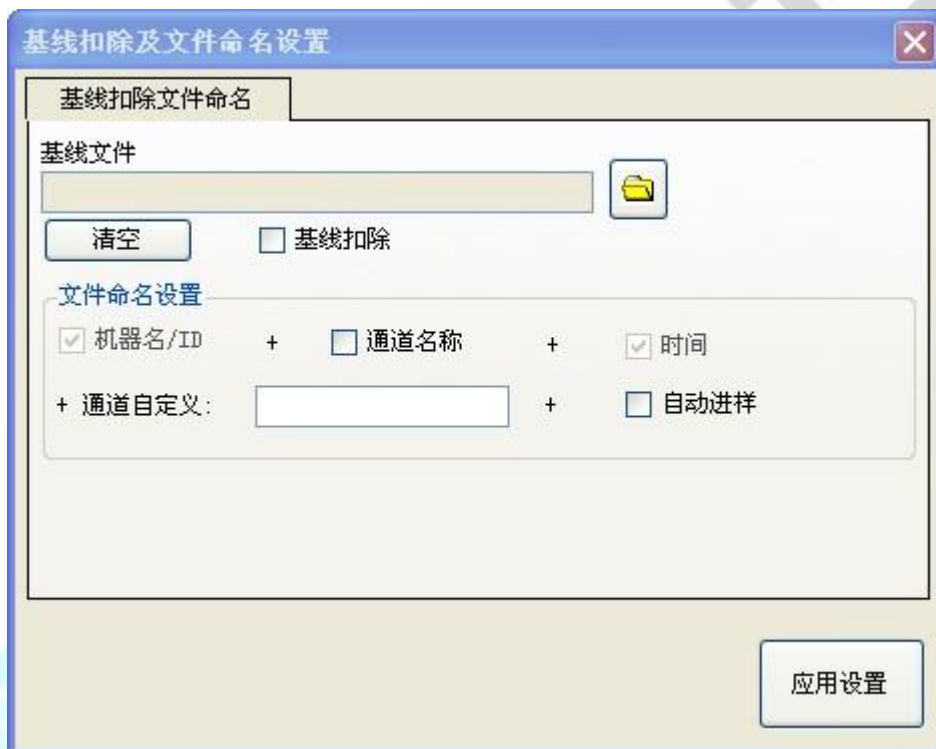 基线扣除及文件命名设置
基线扣除文件命名
基线文件
清空 基线扣除
文件命名设置
机器名/ID + 通道名称 + 时间
+ 通道自定义: + 自动进样
应用设置